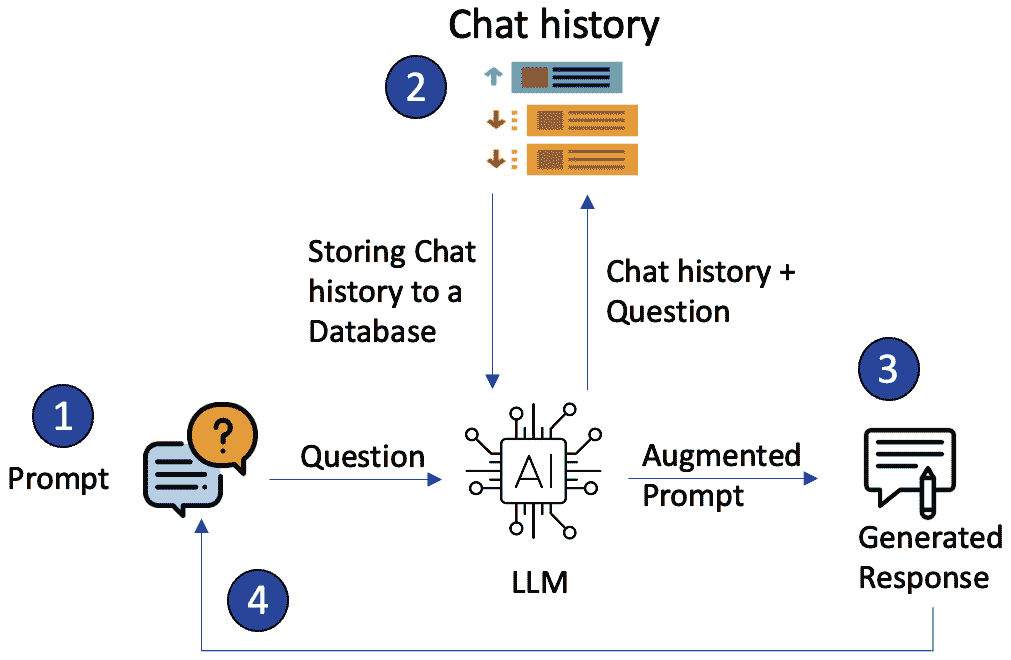 Chat history
2
Storing Chat
history to a
Database
Chat history +
Question
3
1
Prompt
?
Question
AI
LLM
Augmented
Prompt
Generated
Response
4